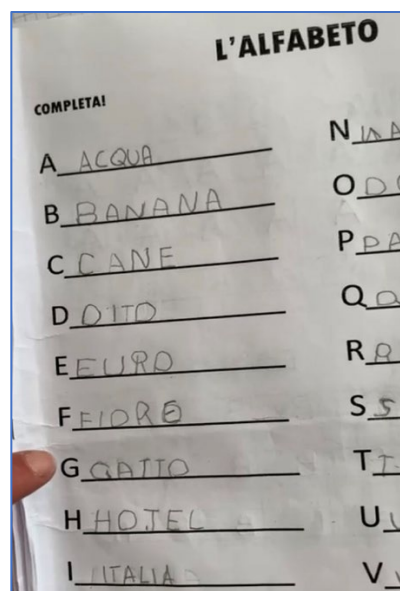 L'ALFABETO
COMPLETA!
A ACQUA
B BANANA
C CANE
D DITO
E EURO
F FIORE
G GATTO
H HOTEL
I ITALIA
N
O
P
Q
R
S
T
U
V